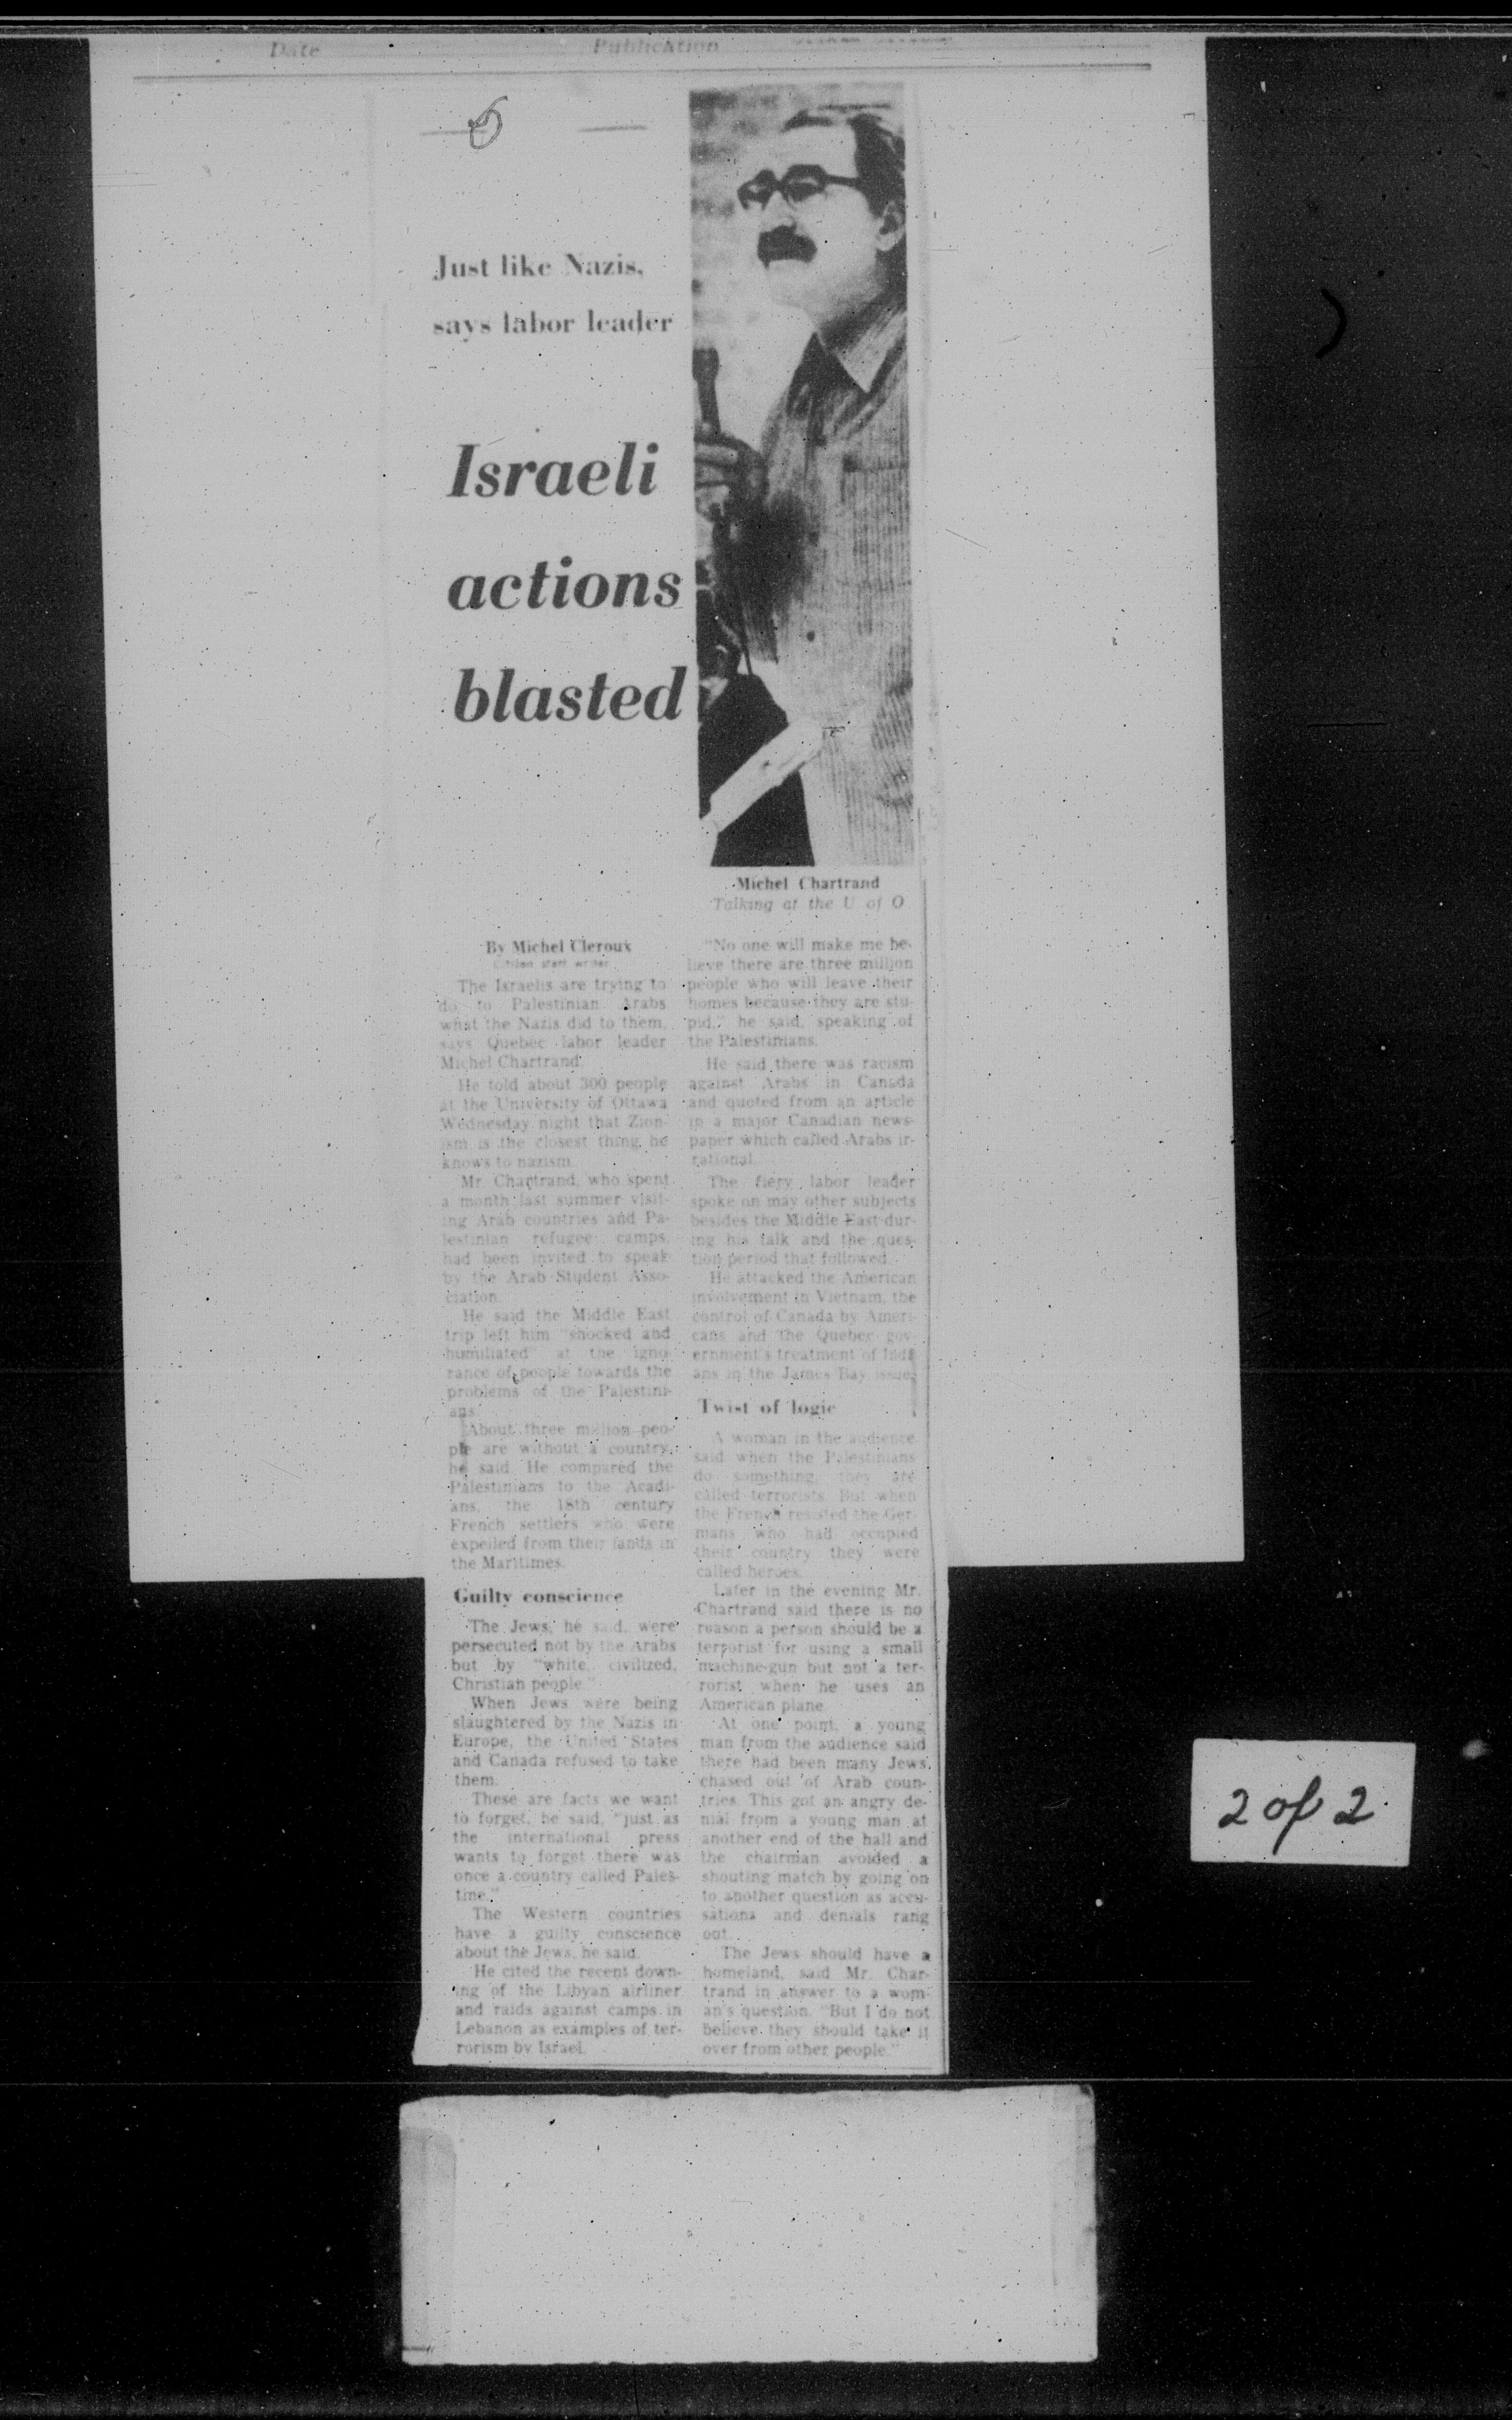 Date
Publication
Just like Nazis,
says labor leader
Israeli
actions
blasted
Michel Chartrand
Talking at the U of O
By Michel Cleroux
Citizen staff writer
The Israelis are trying to
do to Palestinian Arabs
what the Nazis did to them,
says Quebec labor leader
Michel Chartrand.
He told about 300 people
at the University of Ottawa
Wednesday night that Zion-
ism is the closest thing he
knows to nazism.
Mr. Chartrand, who spent
a month last summer visit-
ing Arab countries and Pa-
lestinian refugee camps,
had been invited to speak
by the Arab Student Asso-
ciation.
He said the Middle East
trip left him "shocked and
humiliated" at the igno-
rance of people towards the
problems of the Palestini-
ans.
About three million peo-
ple are without a country,
he said. He compared the
Palestinians to the Acadi-
ans, the 18th century
French settlers who were
expelled from their lands in
the Maritimes.
Guilty conscience
The Jews, he said, were
persecuted not by the Arabs
but by "white, civilized,
Christian people."
When Jews were being
slaughtered by the Nazis in
Europe, the United States
and Canada refused to take
them.
These are facts we want
to forget, he said, "just as
the international press
wants to forget there was
once a country called Pales-
tine."
The Western countries
have a guilty conscience
about the Jews, he said.
He cited the recent down-
ing of the Libyan airliner
and raids against camps in
Lebanon as examples of ter-
rorism by Israel.
"No one will make me be-
lieve there are three million
people who will leave their
homes because they are stu-
pid," he said, speaking of
the Palestinians.
He said there was racism
against Arabs in Canada
and quoted from an article
in a major Canadian news-
paper which called Arabs ir-
rational.
The fiery labor leader
spoke on may other subjects
besides the Middle East dur-
ing his talk and the ques-
tion period that followed.
He attacked the American
involvement in Vietnam, the
control of Canada by Ameri-
cans and the Quebec gov-
ernment's treatment of Indi-
ans in the James Bay issue.
Twist of logic
A woman in the audience
said when the Palestinians
do something, they are
called terrorists. But when
the French resisted the Ger-
mans who had occupied
their country they were
called heroes.
Later in the evening Mr.
Chartrand said there is no
reason a person should be a
terrorist for using a small
machine-gun but not a ter-
rorist when he uses an
American plane.
At one point, a young
man from the audience said
there had been many Jews
chased out of Arab coun-
tries. This got an angry de-
nial from a young man at
another end of the hall and
the chairman avoided a
shouting match by going on
to another question as accu-
sations and denials rang
out.
The Jews should have a
homeland, said Mr. Char-
trand in answer to a wom-
an's question. "But I do not
believe they should take it
over from other people."
2 of 2